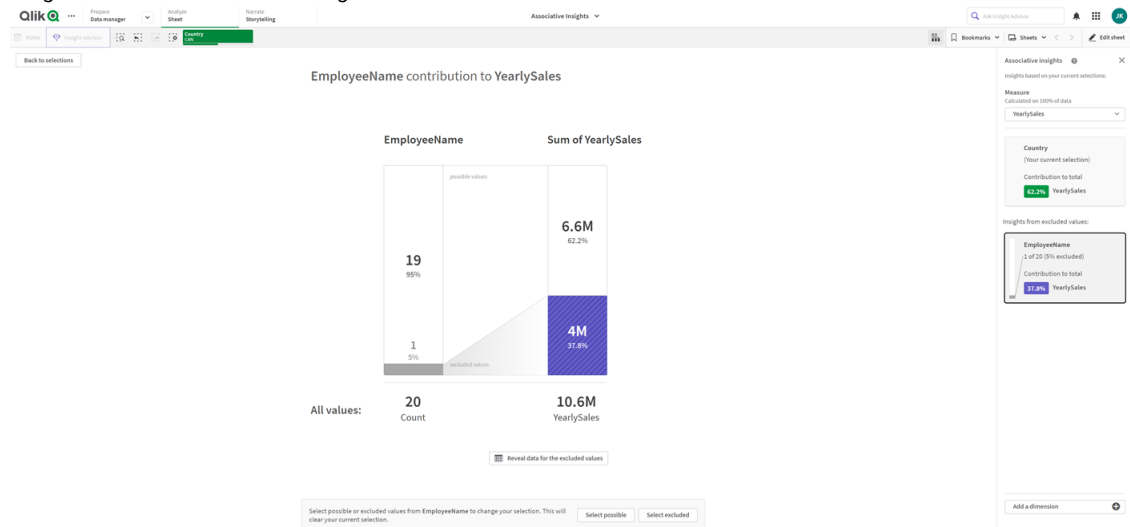 Qlik
Prepare
Data manager
Analyze
Sheet
Narrate
Storytelling
Associative Insights
Ask Insight Advisor
JK
Notes
Insight Advisor
Country
CAN
Bookmarks
Sheets
Edit sheet
Back to selections
EmployeeName contribution to YearlySales
EmployeeName
Sum of YearlySales
possible values
19
95%
6.6M
62.2%
1
5%
4M
37.8%
excluded values
All values:
20
Count
10.6M
YearlySales
Reveal data for the excluded values
Select possible or excluded values from EmployeeName to change your selection. This will
clear your current selection.
Select possible
Select excluded
Associative insights
Insights based on your current selections:
Measure
Calculated on 100% of data
YearlySales
Country
(Your current selection)
Contribution to total
62.2% YearlySales
Insights from excluded values:
EmployeeName
1 of 20 (5% excluded)
Contribution to total
37.8% YearlySales
Add a dimension